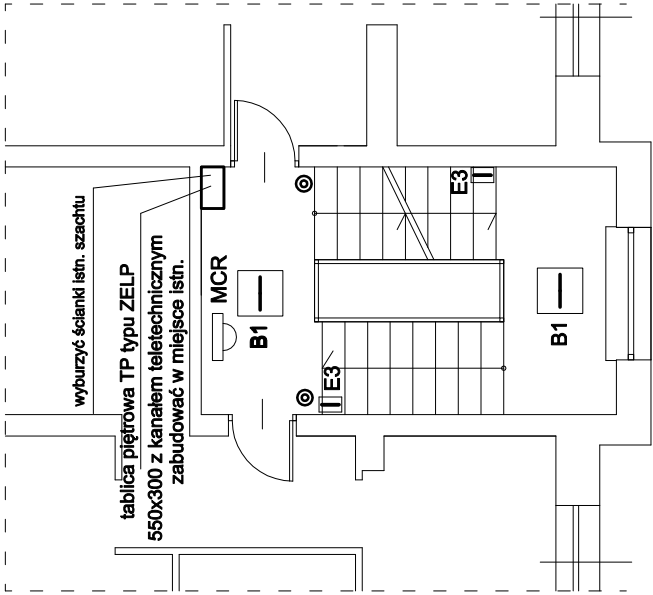 wyburzyć ścianki istn. szachtu
tablica piętrowa TP typu ZELP
550x300 z kanałem teletechnicznym
zabudować w miejsce istn.
MCR
B1
E3
E3
B1